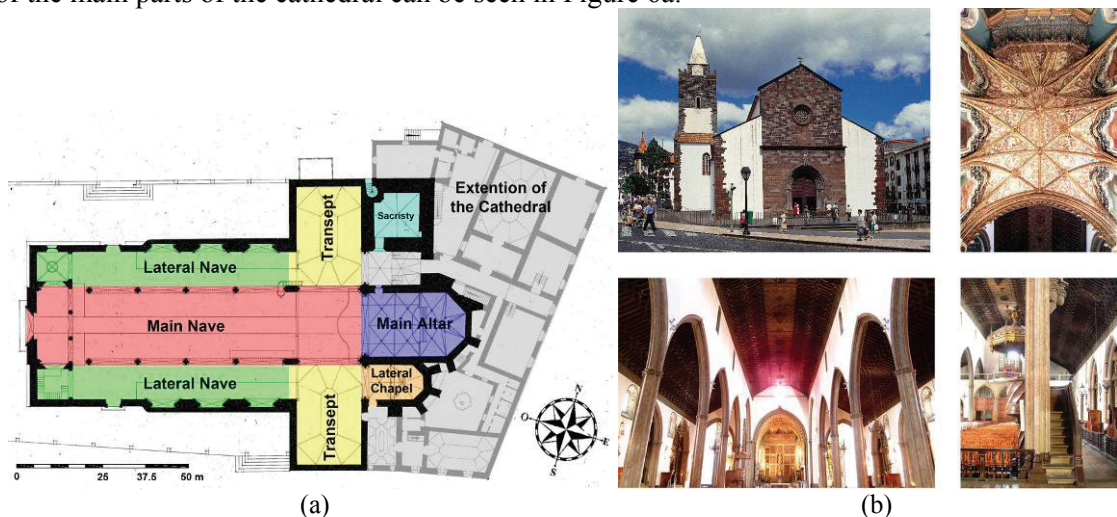 of the main parts of the cathedral can be seen in Figure 6a.
Extention of
the Cathedral
Transept
Sacristy
Lateral Nave
Main Nave
Main Altar
Lateral Nave
Lateral
Chapel
Transept
N
O
E
S
0 25 37.5 50 m
(a)
(b)